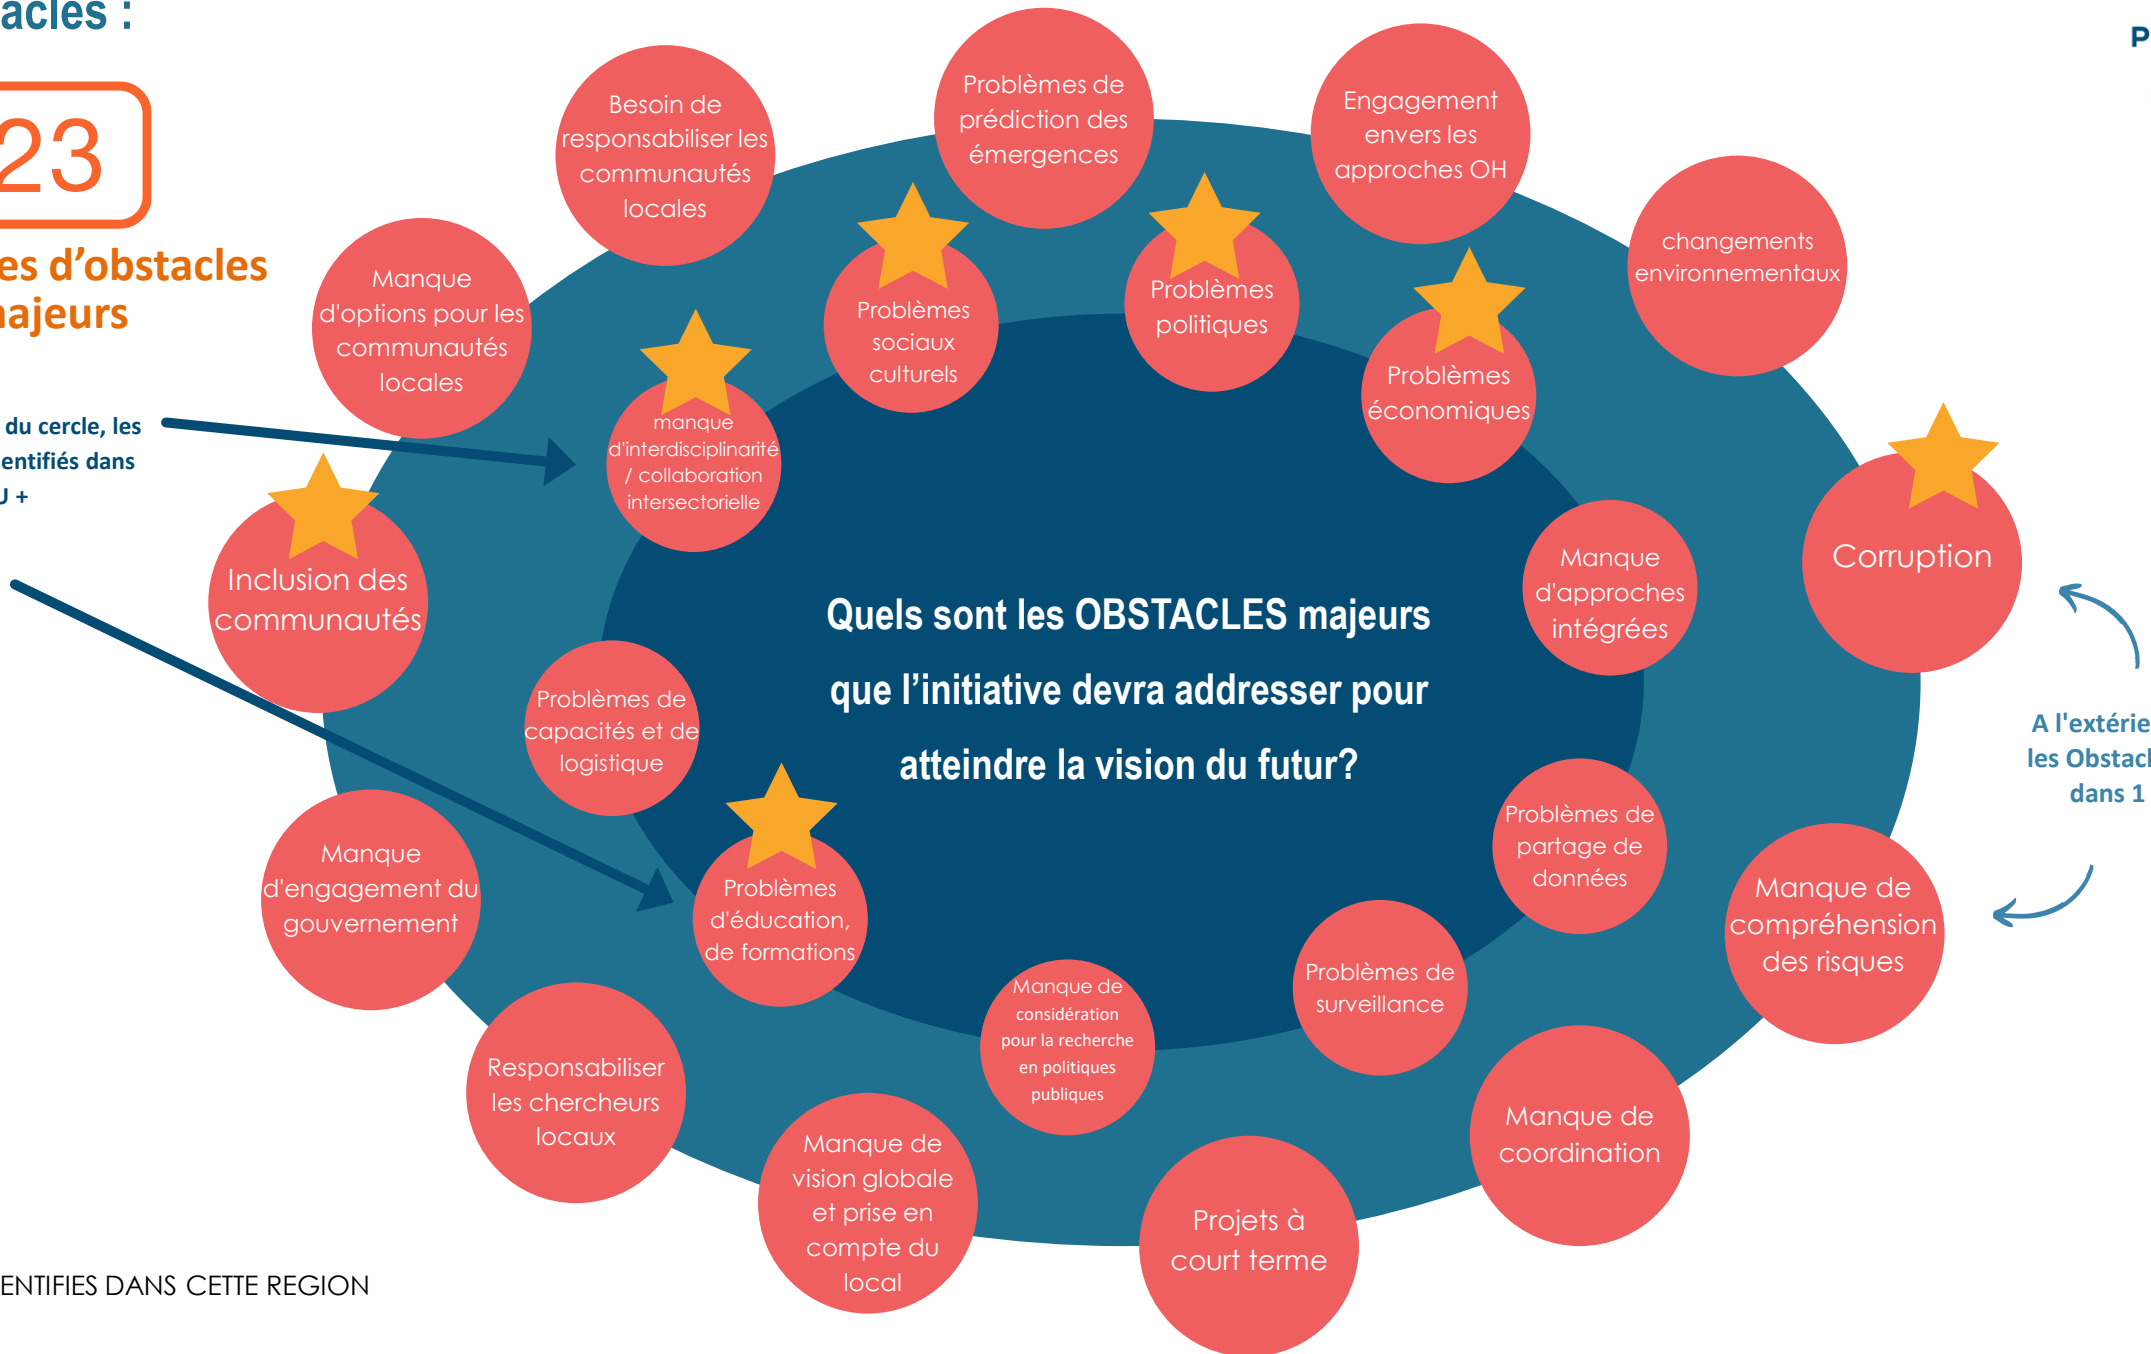 acles :
P
23
es d’obstacles
ajeurs
du cercle, les
entifiés dans
U +
Problèmes de
prédiction des
émergences
Engagement
envers les
approches OH
Besoin de
responsabiliser les
communautés
locales
changements
environnementaux
Manque
d'options pour les
communautés
locales
Problèmes
sociaux
culturels
Problèmes
politiques
Problèmes
économiques
manque
d'interdisciplinarité
/ collaboration
intersectorielle
Inclusion des
communautés
Corruption
Manque
d'approches
intégrées
Quels sont les OBSTACLES majeurs
que l’initiative devra addresser pour
atteindre la vision du futur?
Problèmes de
capacités et de
logistique
A l'extérie
les Obstacl
dans 1
Problèmes de
partage de
données
Manque
d'engagement du
gouvernement
Problèmes
d'éducation,
de formations
Manque de
compréhension
des risques
Problèmes de
surveillance
Manque de
considération
pour la recherche
en politiques
publiques
Responsabiliser
les chercheurs
locaux
Manque de
coordination
Manque de
vision globale
et prise en
compte du
local
Projets à
court terme
ENTIFIES DANS CETTE REGION